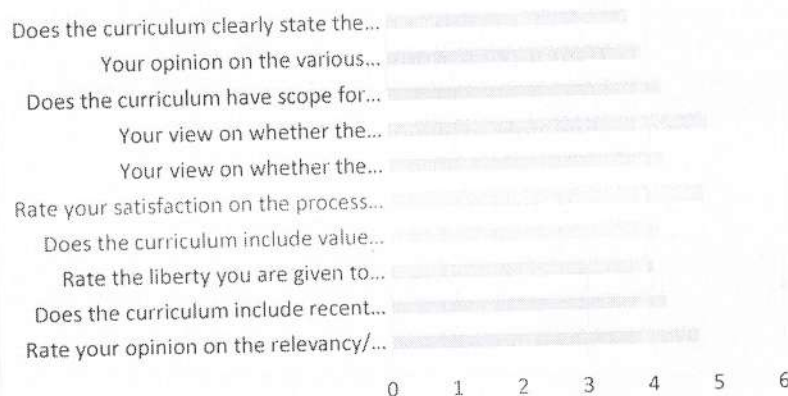 Does the curriculum clearly state the...
Your opinion on the various...
Does the curriculum have scope for...
Your view on whether the...
Your view on whether the...
Rate your satisfaction on the process...
Does the curriculum include value...
Rate the liberty you are given to...
Does the curriculum include recent...
Rate your opinion on the relevancy/...
0 1 2 3 4 5 6